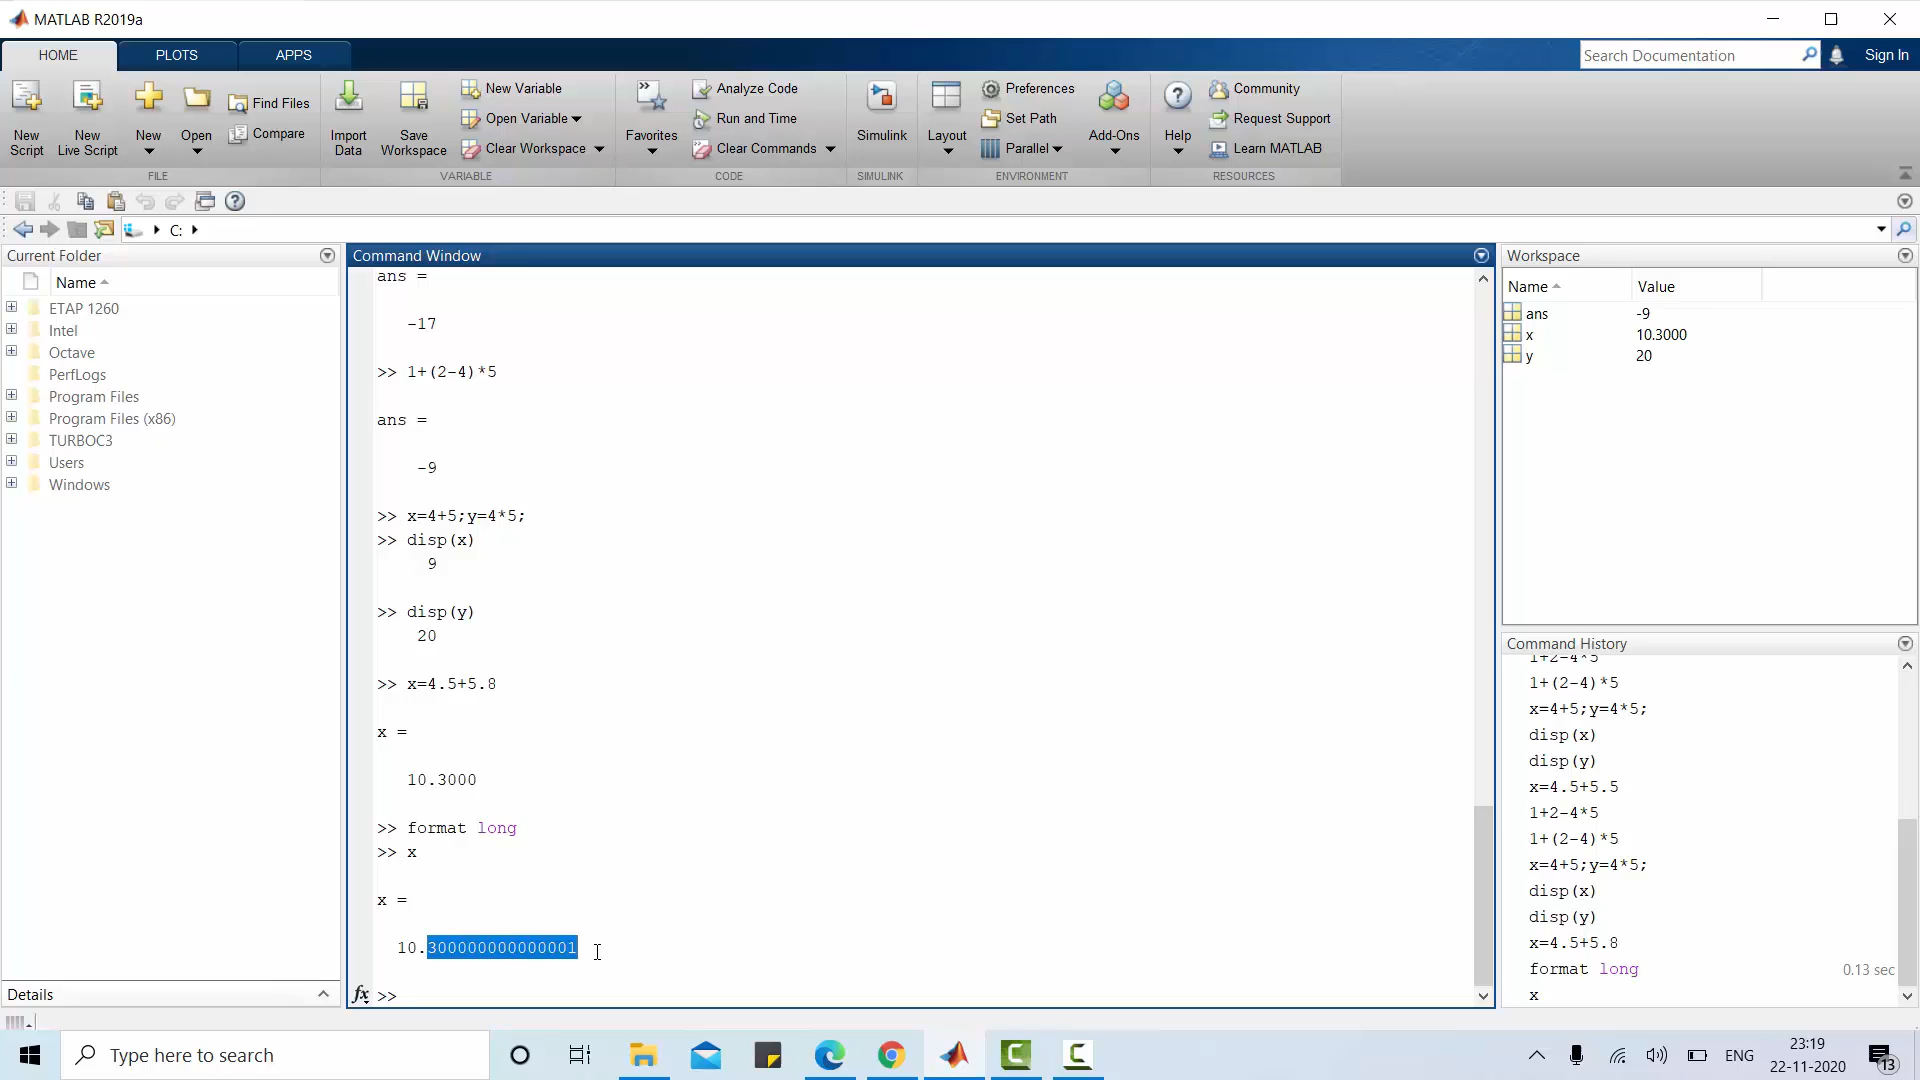 MATLAB R2019a
HOME
PLOTS
APPS
Search Documentation
Sign In
New Script
New Live Script
New
Open
Find Files
Compare
Import Data
Save Workspace
New Variable
Open Variable
Clear Workspace
Favorites
Analyze Code
Run and Time
Clear Commands
Simulink
Layout
Preferences
Set Path
Parallel
Add-Ons
Help
Community
Request Support
Learn MATLAB
FILE
VARIABLE
CODE
SIMULINK
ENVIRONMENT
RESOURCES
C:
Current Folder
Name
ETAP 1260
Intel
Octave
PerfLogs
Program Files
Program Files (x86)
TURBOC3
Users
Windows
Details
Command Window
ans =
-17
>> 1+(2-4)*5
ans =
-9
>> x=4+5;y=4*5;
>> disp(x)
9
>> disp(y)
20
>> x=4.5+5.8
x =
10.3000
>> format long
>> x
x =
10.300000000000001
fx >>
Workspace
Name Value
ans -9
x 10.3000
y 20
Command History
1+2-4*5
1+(2-4)*5
x=4+5;y=4*5;
disp(x)
disp(y)
x=4.5+5.5
1+2-4*5
1+(2-4)*5
x=4+5;y=4*5;
disp(x)
disp(y)
x=4.5+5.8
format long 0.13 sec
x
Type here to search
ENG
23:19
22-11-2020
13